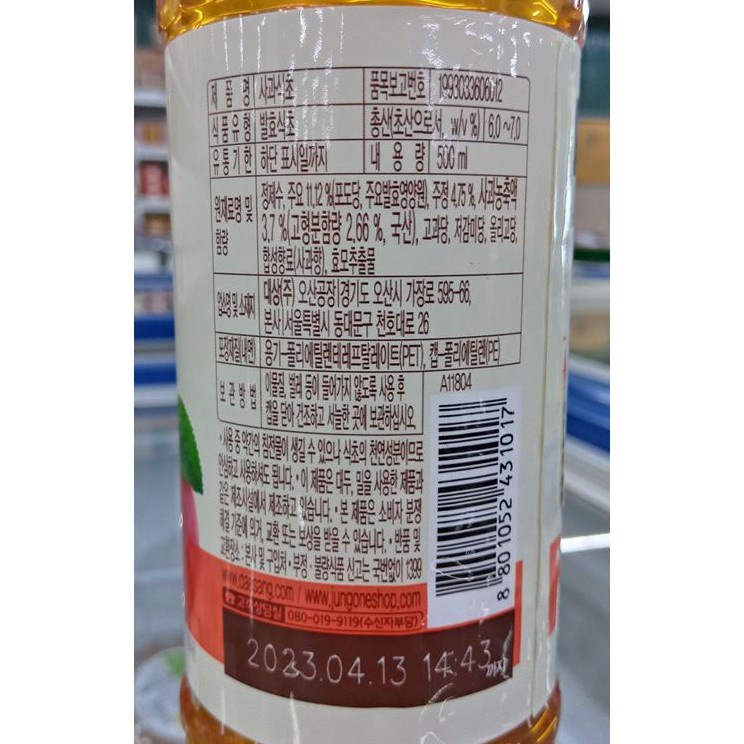 제 품 명 사과식초 품목보고번호 1993033606012
식품유형 발효식초 총산(초산으로서, w/v %) 6.0 ~7.0
유통기한 하단 표시일까지 내 용 량 500 ml
원재료명 및 함량 정제수, 주요 11.12 %(포도당, 주요발효영양원), 주정 4.75 %, 사과농축액
3.7 %(고형분함량 2.66 %, 국산), 고과당, 저감미당, 올리고당,
합성향료(사과향), 효모추출물
업소명 및 소재지 대상(주) 오산공장 | 경기도 오산시 가장로 595-66,
본사 | 서울특별시 동대문구 천호대로 26
포장재질(내면) 용기-폴리에틸렌테레프탈레이트(PET), 캡-폴리에틸렌(PE)
보 관 방 법 이물질, 벌레 등이 들어가지 않도록 사용 후
캡을 닫아 건조하고 서늘한 곳에 보관하십시오
A11804
• 사용 중 약간의 침전물이 생길 수 있으나 식초의 천연성분이므로
안심하고 사용하셔도 됩니다. • 이 제품은 대두, 밀을 사용한 제품과
같은 제조시설에서 제조하고 있습니다. • 본 제품은 소비자 분쟁
해결 기준에 의거, 교환 또는 보상을 받을 수 있습니다. • 반품 및
교환장소 : 본사 및 구입처 • 부정 · 불량식품 신고는 국번없이 1399
8 801052 431017
www.daesang.com / www.jungoneshop.com
고객상담실 080-019-9119(수신자부담)
2023.04.13 14:43 까지